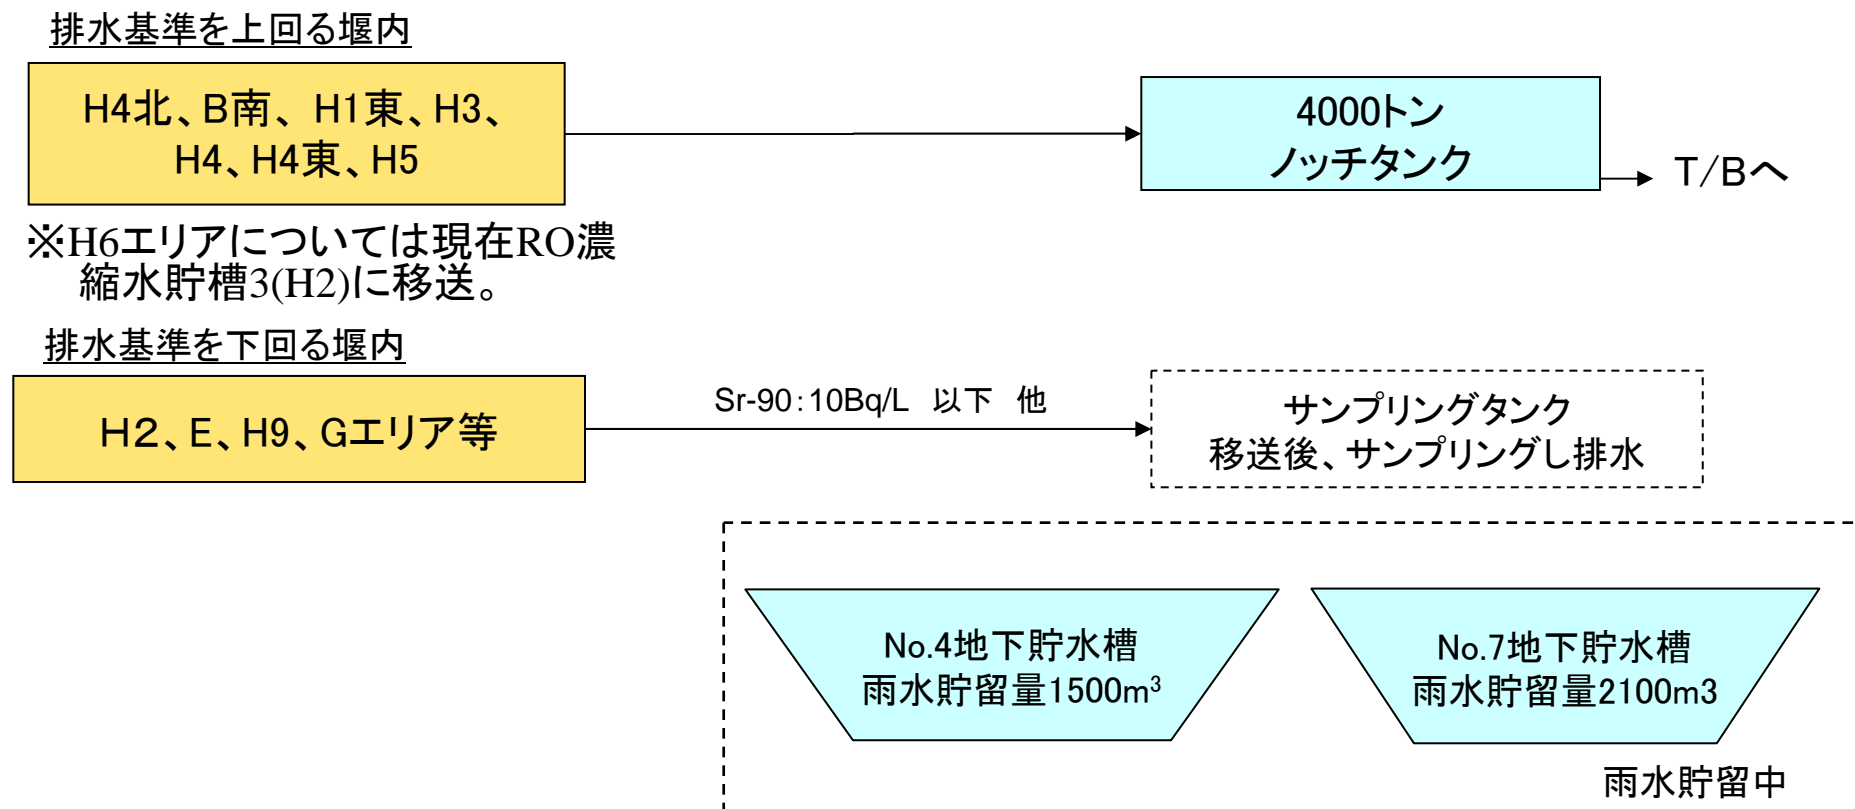 排水基準を上回る堰内
H4北、B南、H1東、H3、
H4、H4東、H5
4000トン
ノッチタンク
T/Bへ
※H6エリアについては現在RO濃
縮水貯槽3(H2)に移送。
排水基準を下回る堰内
H2、E、H9、Gエリア等
Sr-90：10Bq/L 以下 他
サンプリングタンク
移送後、サンプリングし排水
No.4地下貯水槽
雨水貯留量1500m³
No.7地下貯水槽
雨水貯留量2100m3
雨水貯留中